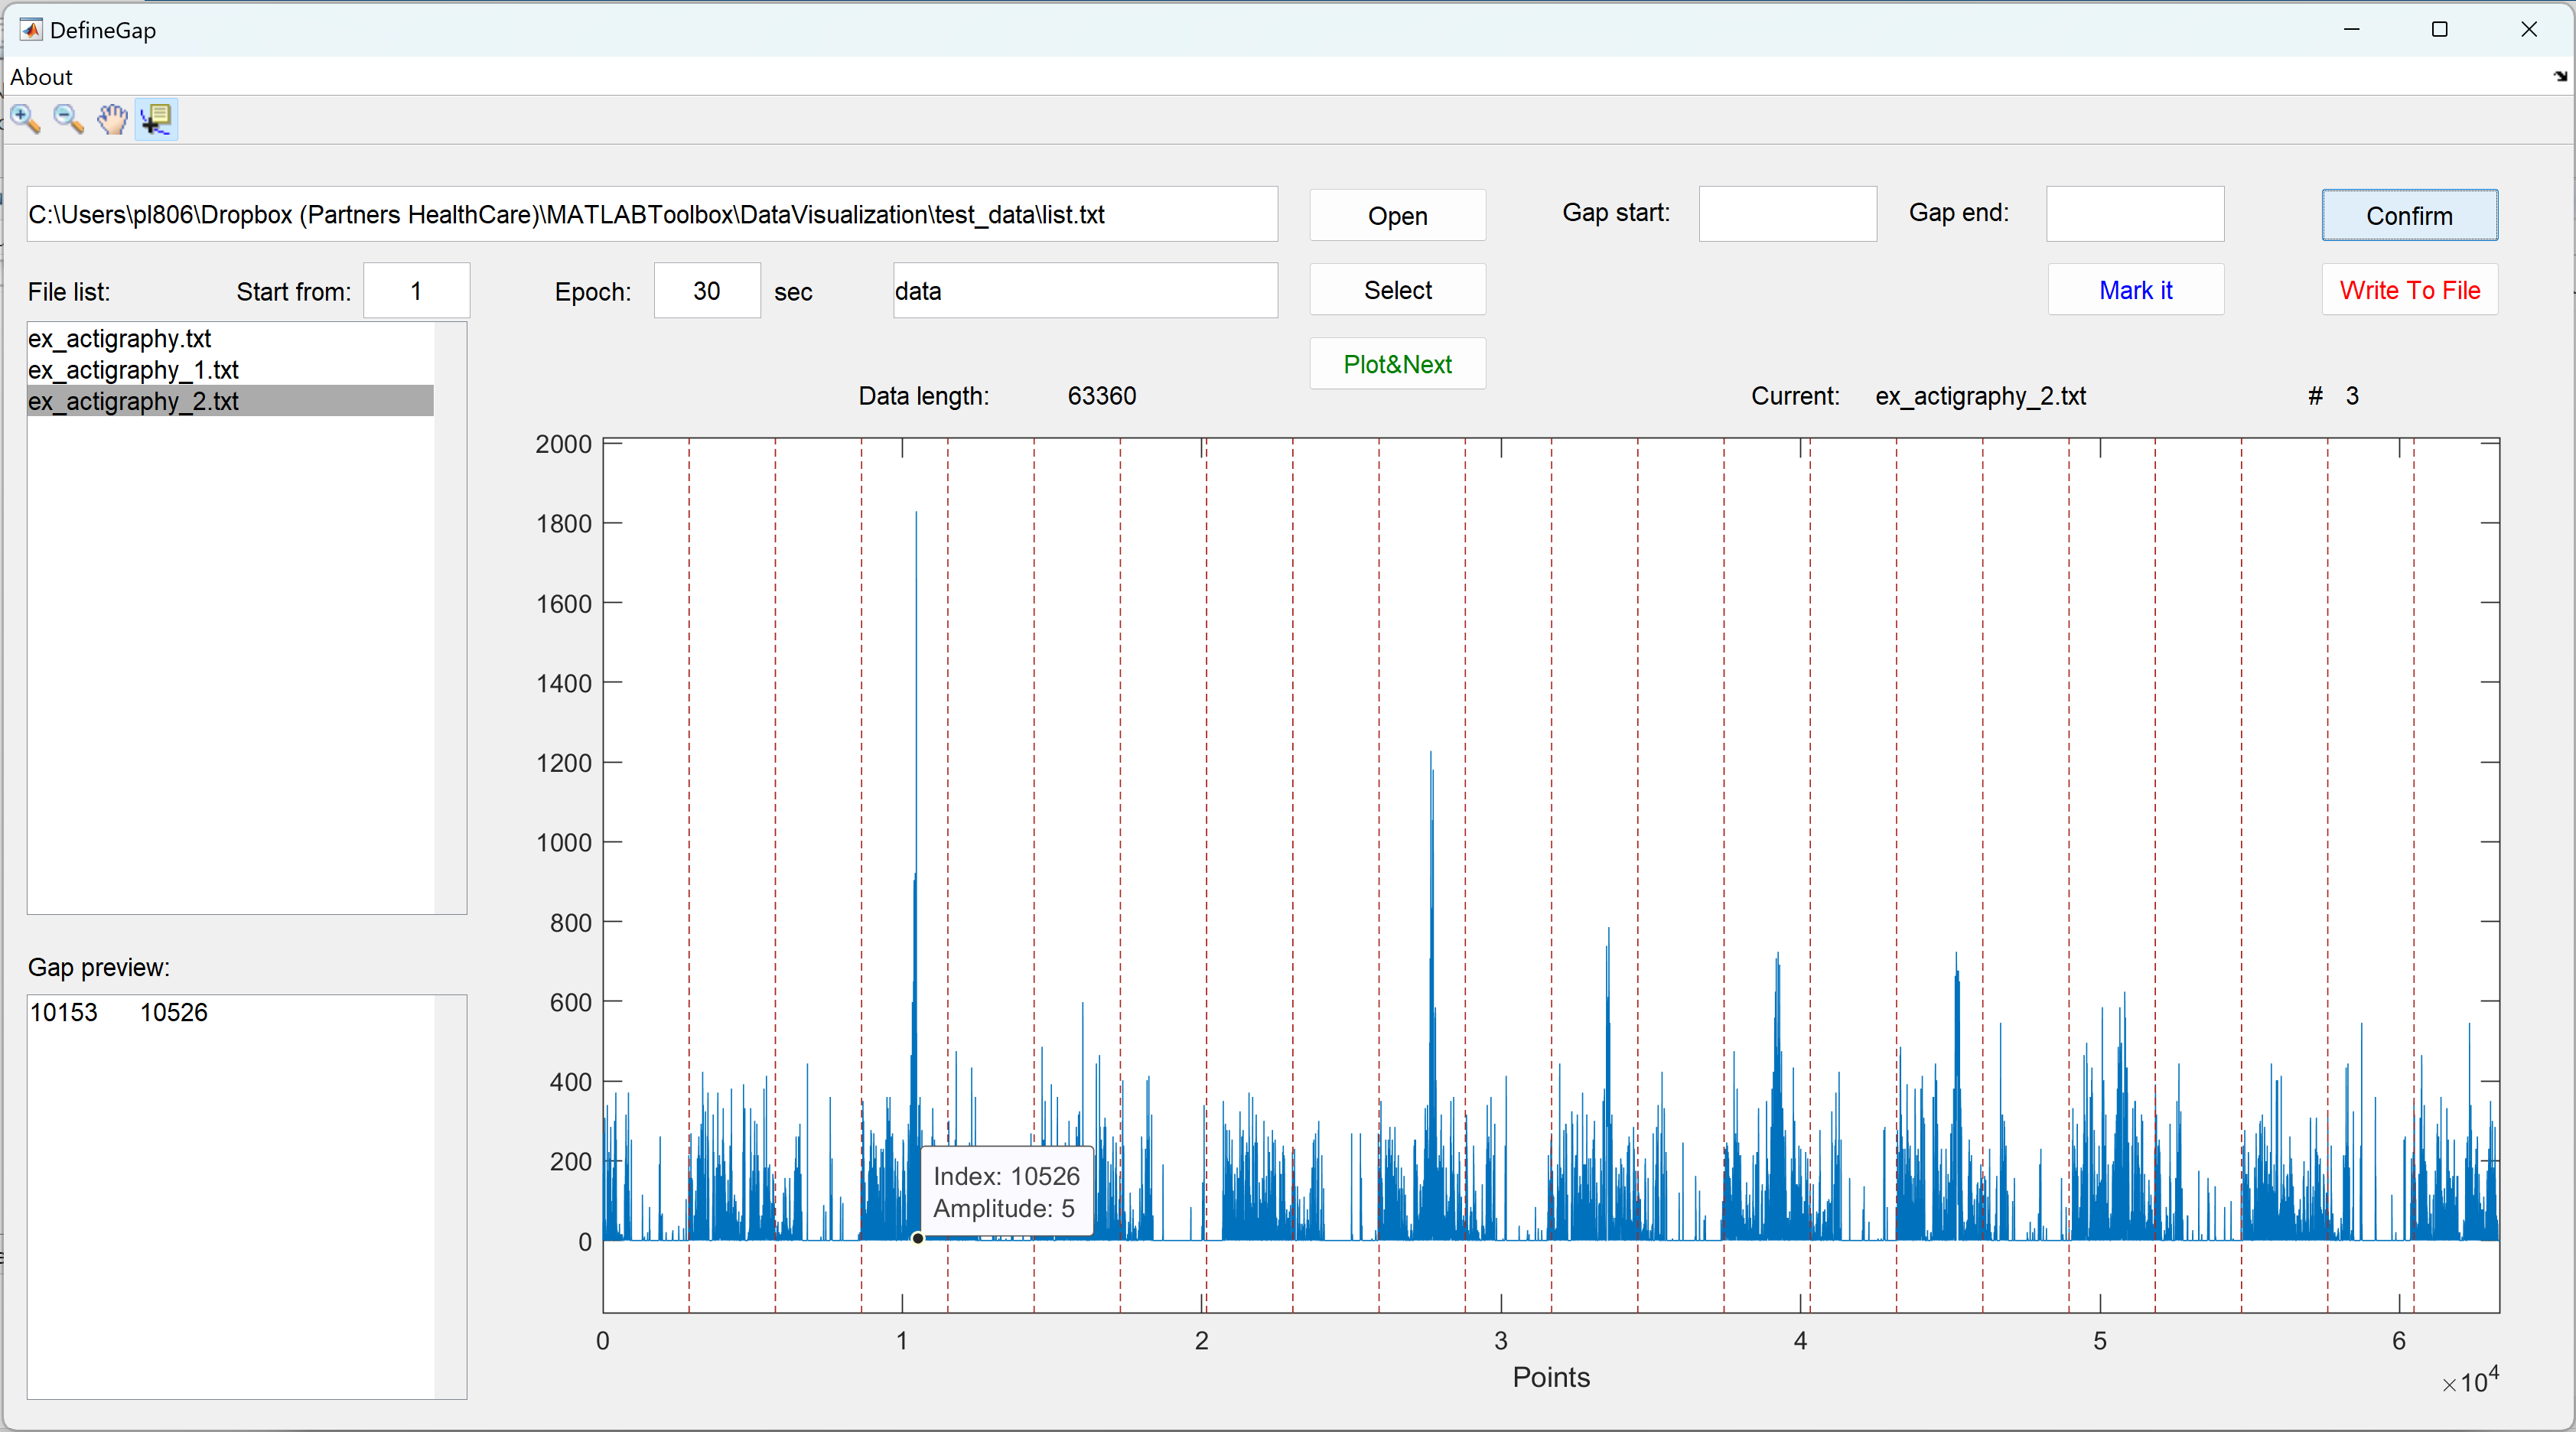 DefineGap
About
C:\Users\pl806\Dropbox (Partners HealthCare)\MATLABToolbox\DataVisualization\test_data\list.txt
Open
Gap start:
Gap end:
Confirm
File list:
Start from:
1
Epoch:
30
sec
data
Select
Mark it
Write To File
ex_actigraphy.txt
ex_actigraphy_1.txt
ex_actigraphy_2.txt
Plot&Next
Data length:
63360
Current:
ex_actigraphy_2.txt
# 3
2000
1800
1600
1400
1200
1000
800
600
400
200
0
Index: 10526
Amplitude: 5
0 1 2 3 4 5 6
Points
×10⁴
Gap preview:
10153 10526